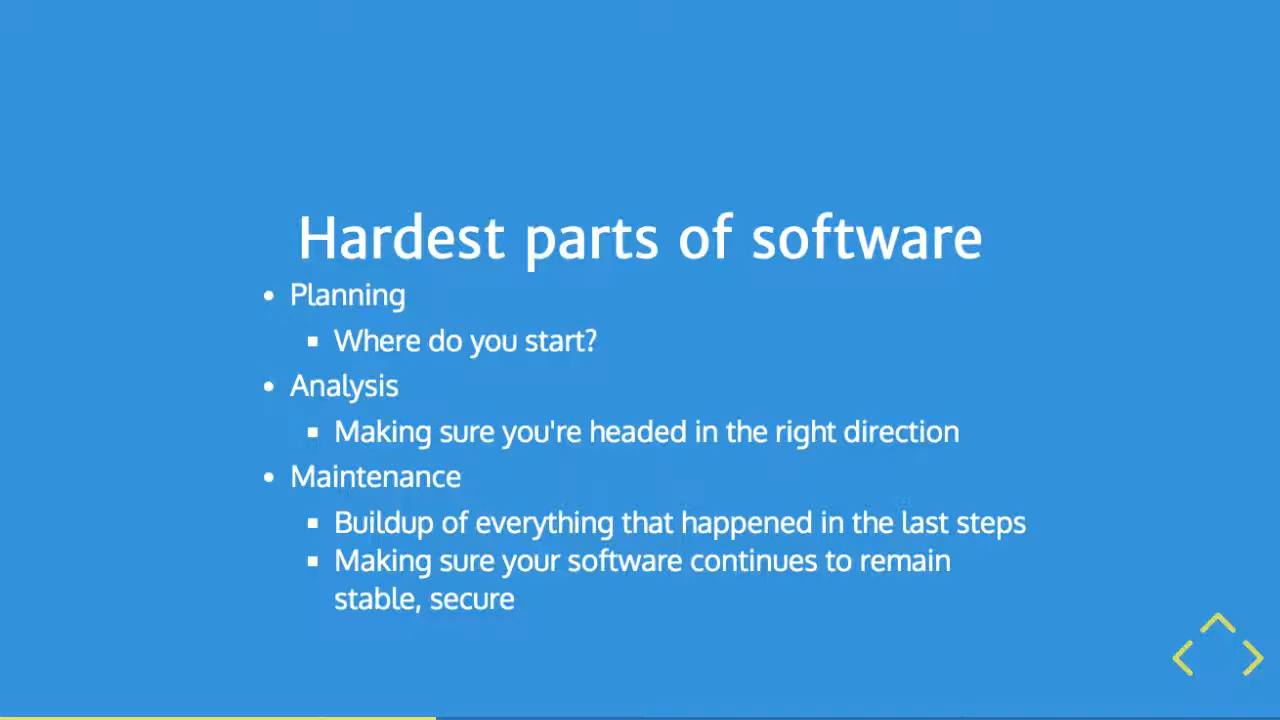 Hardest parts of software
• Planning
▪ Where do you start?
• Analysis
▪ Making sure you're headed in the right direction
• Maintenance
▪ Buildup of everything that happened in the last steps
▪ Making sure your software continues to remain
stable, secure